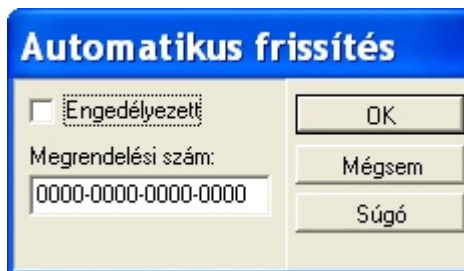 Automatikus frissítés
Engedélyezett
OK
Megrendelési szám:
Mégsem
0000-0000-0000-0000
Súgó